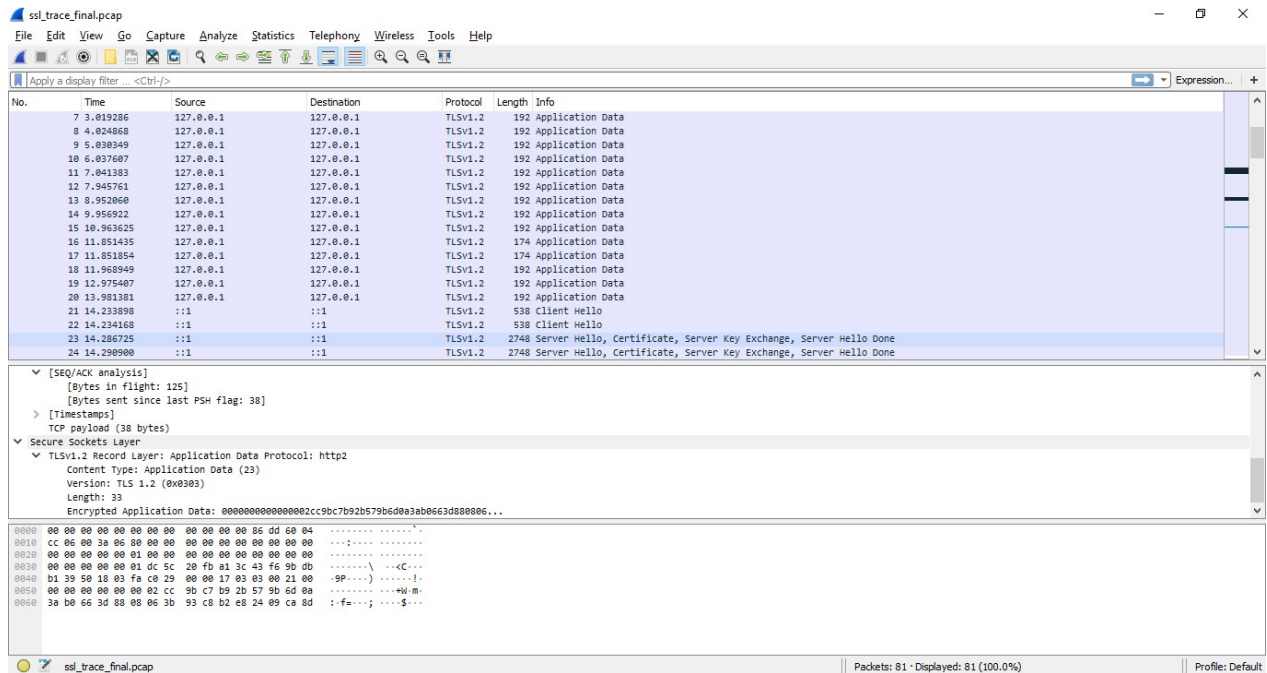 ssl_trace_final.pcap
File Edit View Go Capture Analyze Statistics Telephony Wireless Tools Help
Apply a display filter ... <Ctrl-/> Expression... +
No. Time Source Destination Protocol Length Info
7 3.019286 127.0.0.1 127.0.0.1 TLSv1.2 192 Application Data
8 4.024868 127.0.0.1 127.0.0.1 TLSv1.2 192 Application Data
9 5.030349 127.0.0.1 127.0.0.1 TLSv1.2 192 Application Data
10 6.037607 127.0.0.1 127.0.0.1 TLSv1.2 192 Application Data
11 7.041383 127.0.0.1 127.0.0.1 TLSv1.2 192 Application Data
12 7.945761 127.0.0.1 127.0.0.1 TLSv1.2 192 Application Data
13 8.952060 127.0.0.1 127.0.0.1 TLSv1.2 192 Application Data
14 9.956922 127.0.0.1 127.0.0.1 TLSv1.2 192 Application Data
15 10.963625 127.0.0.1 127.0.0.1 TLSv1.2 192 Application Data
16 11.851435 127.0.0.1 127.0.0.1 TLSv1.2 174 Application Data
17 11.851854 127.0.0.1 127.0.0.1 TLSv1.2 174 Application Data
18 11.968949 127.0.0.1 127.0.0.1 TLSv1.2 192 Application Data
19 12.975407 127.0.0.1 127.0.0.1 TLSv1.2 192 Application Data
20 13.981381 127.0.0.1 127.0.0.1 TLSv1.2 192 Application Data
21 14.233898 ::1 ::1 TLSv1.2 538 Client Hello
22 14.234168 ::1 ::1 TLSv1.2 538 Client Hello
23 14.286725 ::1 ::1 TLSv1.2 2748 Server Hello, Certificate, Server Key Exchange, Server Hello Done
24 14.290900 ::1 ::1 TLSv1.2 2748 Server Hello, Certificate, Server Key Exchange, Server Hello Done
[SEQ/ACK analysis]
[Bytes in flight: 125]
[Bytes sent since last PSH flag: 38]
[Timestamps]
TCP payload (38 bytes)
Secure Sockets Layer
TLSv1.2 Record Layer: Application Data Protocol: http2
Content Type: Application Data (23)
Version: TLS 1.2 (0x0303)
Length: 33
Encrypted Application Data: 0000000000000002cc9bc7b92b579b6d0a3ab0663d880806...
0000 00 00 00 00 00 00 00 00 00 00 00 00 86 dd 60 04 ········ ······`·
0010 cc 06 00 3a 06 80 00 00 00 00 00 00 00 00 00 00 ···:···· ········
0020 00 00 00 00 00 01 00 00 00 00 00 00 00 00 00 00 ········ ········
0030 00 00 00 00 00 01 dc 5c 20 fb a1 3c 43 f6 9b db ·······\ ··<C···
0040 b1 39 50 18 03 fa c0 29 00 00 17 03 03 00 21 00 ·9P····) ······!·
0050 00 00 00 00 00 00 02 cc 9b c7 b9 2b 57 9b 6d 0a ········ ···+W·m·
0060 3a b0 66 3d 88 08 06 3b 93 c8 b2 e8 24 09 ca 8d :·f=···; ····$···
ssl_trace_final.pcap Packets: 81 · Displayed: 81 (100.0%) Profile: Default